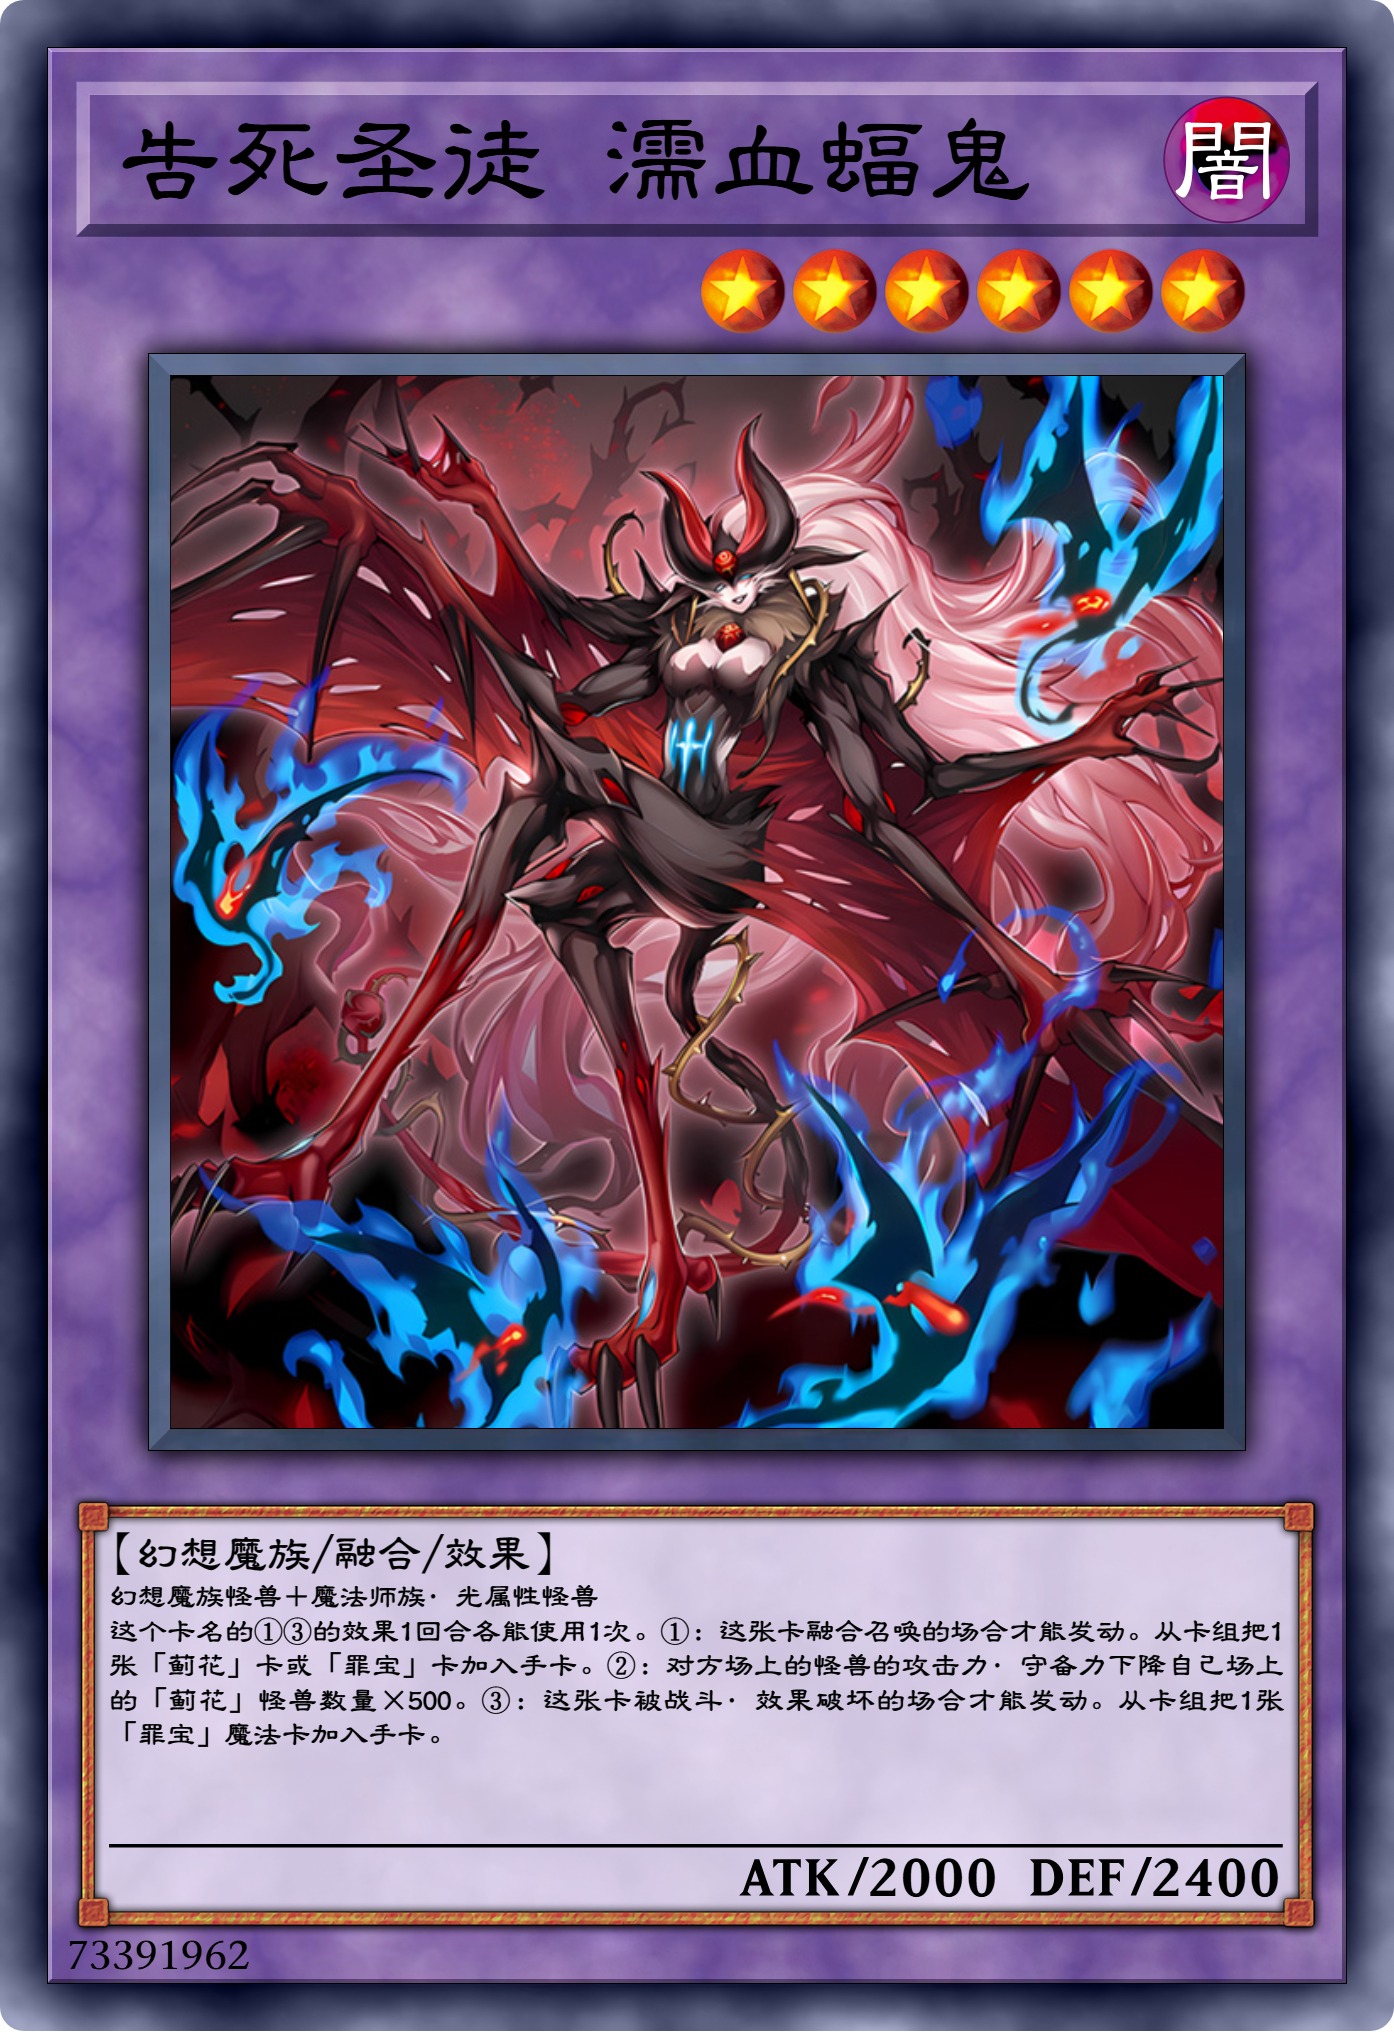 告死圣徒 濡血蝠鬼
闇
【幻想魔族/融合/效果】
幻想魔族怪兽＋魔法师族·光属性怪兽
这个卡名的①③的效果1回合各能使用1次。①：这张卡融合召唤的场合才能发动。从卡组把1
张「蓟花」卡或「罪宝」卡加入手卡。②：对方场上的怪兽的攻击力·守备力下降自己场上
的「蓟花」怪兽数量×500。③：这张卡被战斗·效果破坏的场合才能发动。从卡组把1张
「罪宝」魔法卡加入手卡。
ATK/2000 DEF/2400
73391962